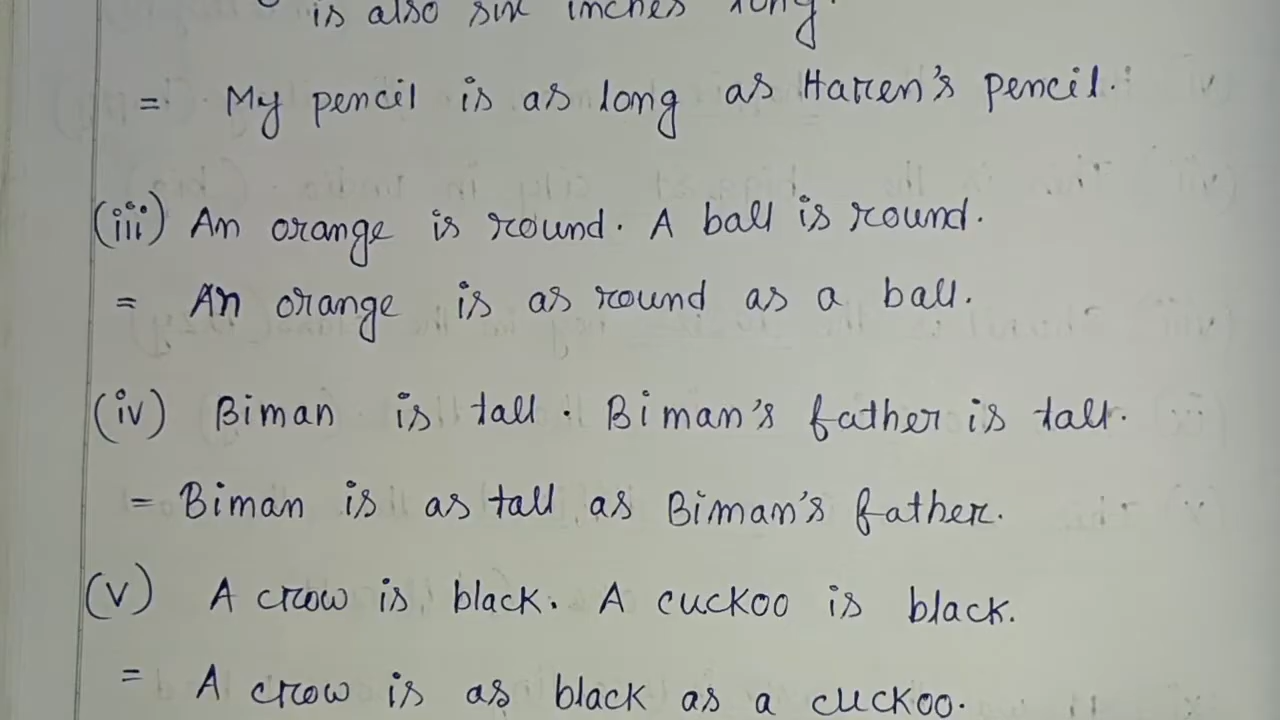 is also six inches long.
= My pencil is as long as Haren's pencil.
(iii) An orange is round. A ball is round.
= An orange is as round as a ball.
(iv) Biman is tall. Biman's father is tall.
= Biman is as tall as Biman's father.
(v) A crow is black. A cuckoo is black.
= A crow is as black as a cuckoo.